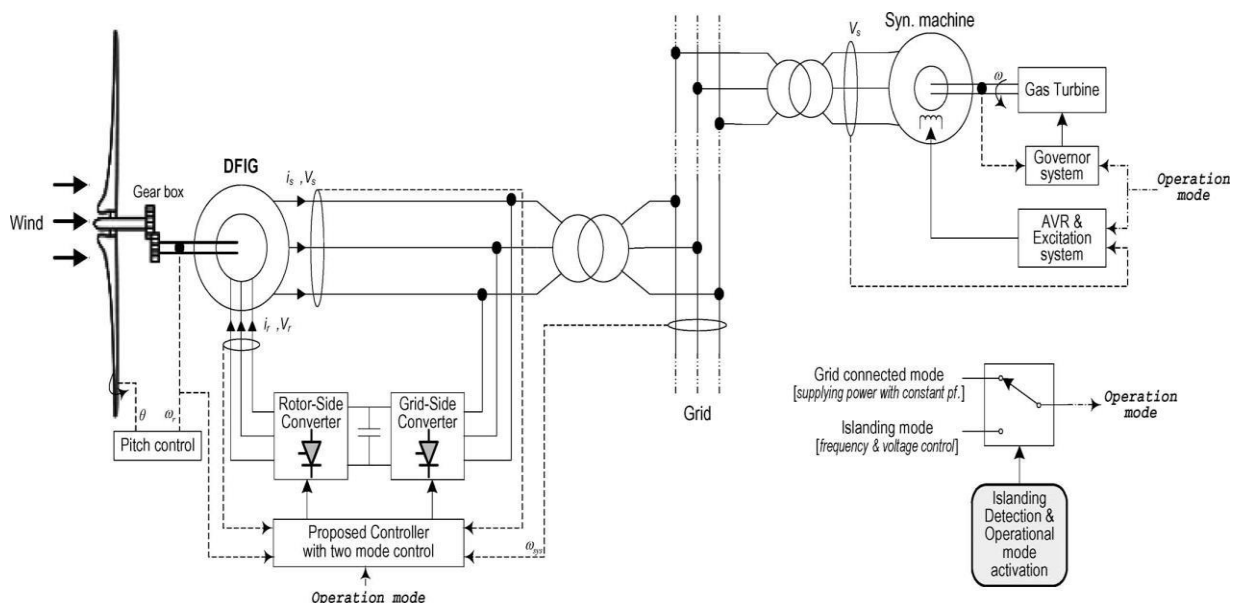 Syn. machine
Vs
ω
Gas Turbine
DFIG
Governor
system
Gear box
is ,Vs
Operation
mode
Wind
AVR &
Excitation
system
ir ,Vr
Grid connected mode
[supplying power with constant pf.]
Operation
mode
Rotor-Side
Converter
Grid-Side
Converter
Grid
θ
ωr
Pitch control
Islanding mode
[frequency & voltage control]
Islanding
Detection &
Operational
mode
activation
Proposed Controller
with two mode control
ωsys
Operation mode